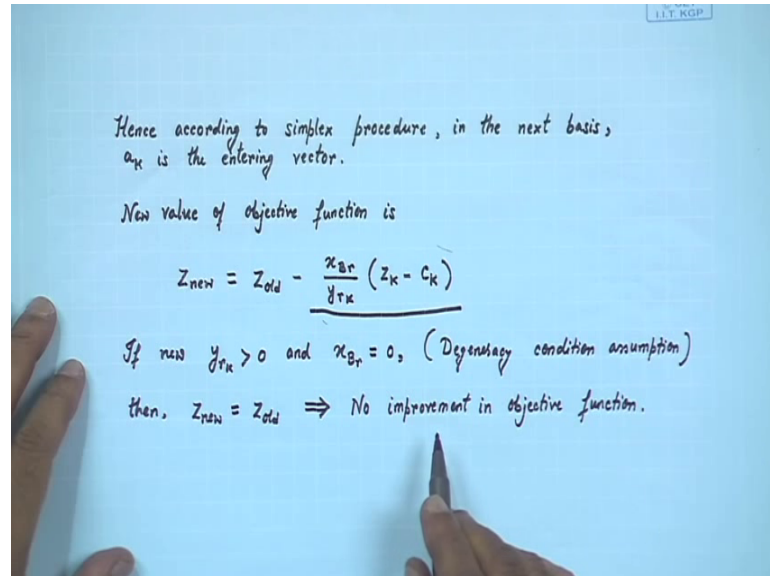 I.I.T. KGP
Hence according to simplex procedure, in the next basis,
aₖ is the entering vector.
New value of objective function is
Z_new = Z_old - x_Br / y_rk (Z_k - C_k)
If new y_rk > 0 and x_Br = 0, (Degeneracy condition assumption)
then, Z_new = Z_old ⇒ No improvement in objective function.